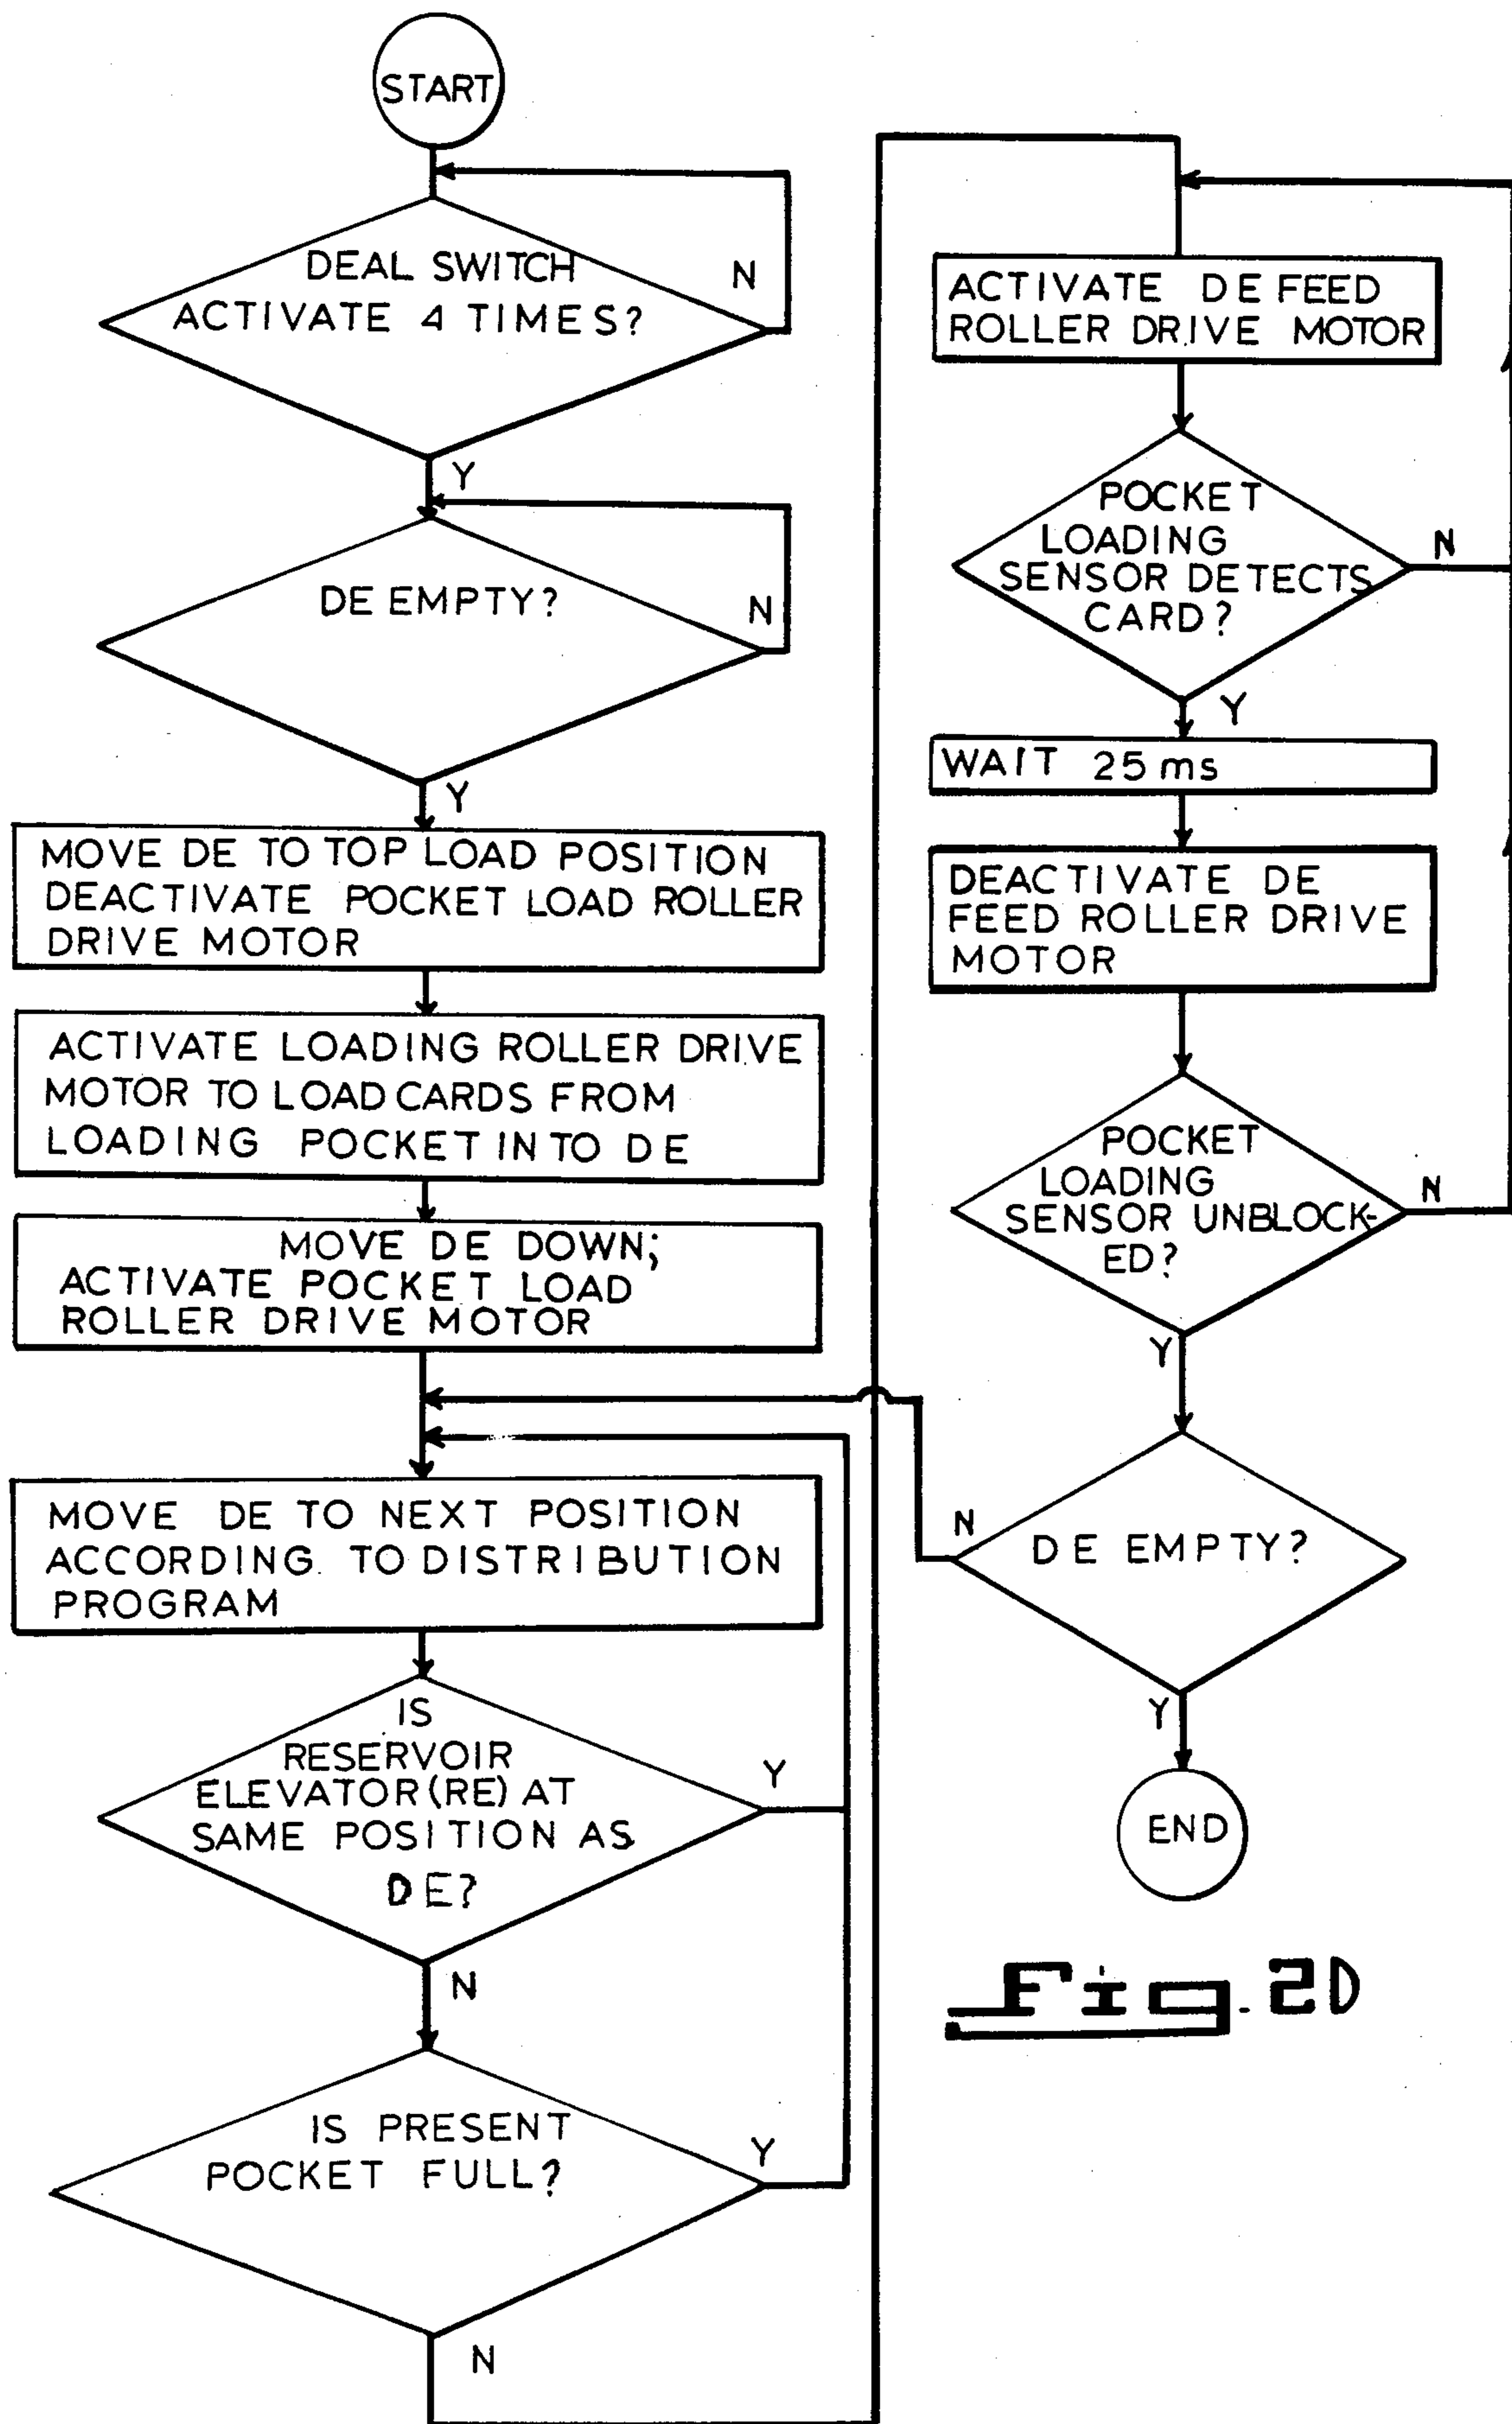 START
DEAL SWITCH
ACTIVATE 4 TIMES?
N
Y
DE EMPTY?
N
Y
MOVE DE TO TOP LOAD POSITION
DEACTIVATE POCKET LOAD ROLLER
DRIVE MOTOR
ACTIVATE LOADING ROLLER DRIVE
MOTOR TO LOAD CARDS FROM
LOADING POCKET INTO DE
MOVE DE DOWN;
ACTIVATE POCKET LOAD
ROLLER DRIVE MOTOR
MOVE DE TO NEXT POSITION
ACCORDING TO DISTRIBUTION
PROGRAM
IS
RESERVOIR
ELEVATOR (RE) AT
SAME POSITION AS
DE?
Y
N
IS PRESENT
POCKET FULL?
Y
N
ACTIVATE DE FEED
ROLLER DRIVE MOTOR
POCKET
LOADING
SENSOR DETECTS
CARD?
N
Y
WAIT 25 ms
DEACTIVATE DE
FEED ROLLER DRIVE
MOTOR
POCKET
LOADING
SENSOR UNBLOCK-
ED?
N
Y
DE EMPTY?
N
Y
END
Fig. 2D